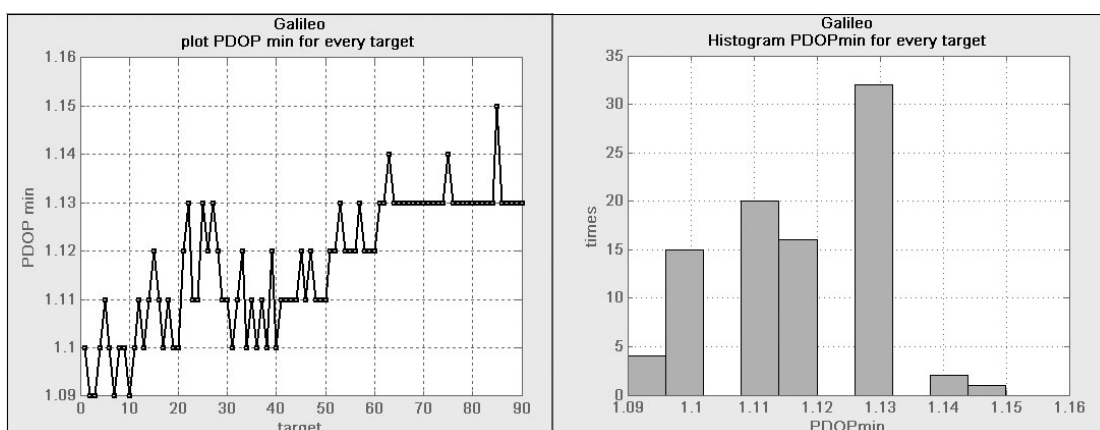 Galileo
plot PDOP min for every target
1.16
1.15
1.14
1.13
1.12
1.11
1.1
1.09
PDOP min
0 10 20 30 40 50 60 70 80 90
target
Galileo
Histogram PDOPmin for every target
35
30
25
20
15
10
5
0
times
1.09 1.1 1.11 1.12 1.13 1.14 1.15 1.16
PDOPmin